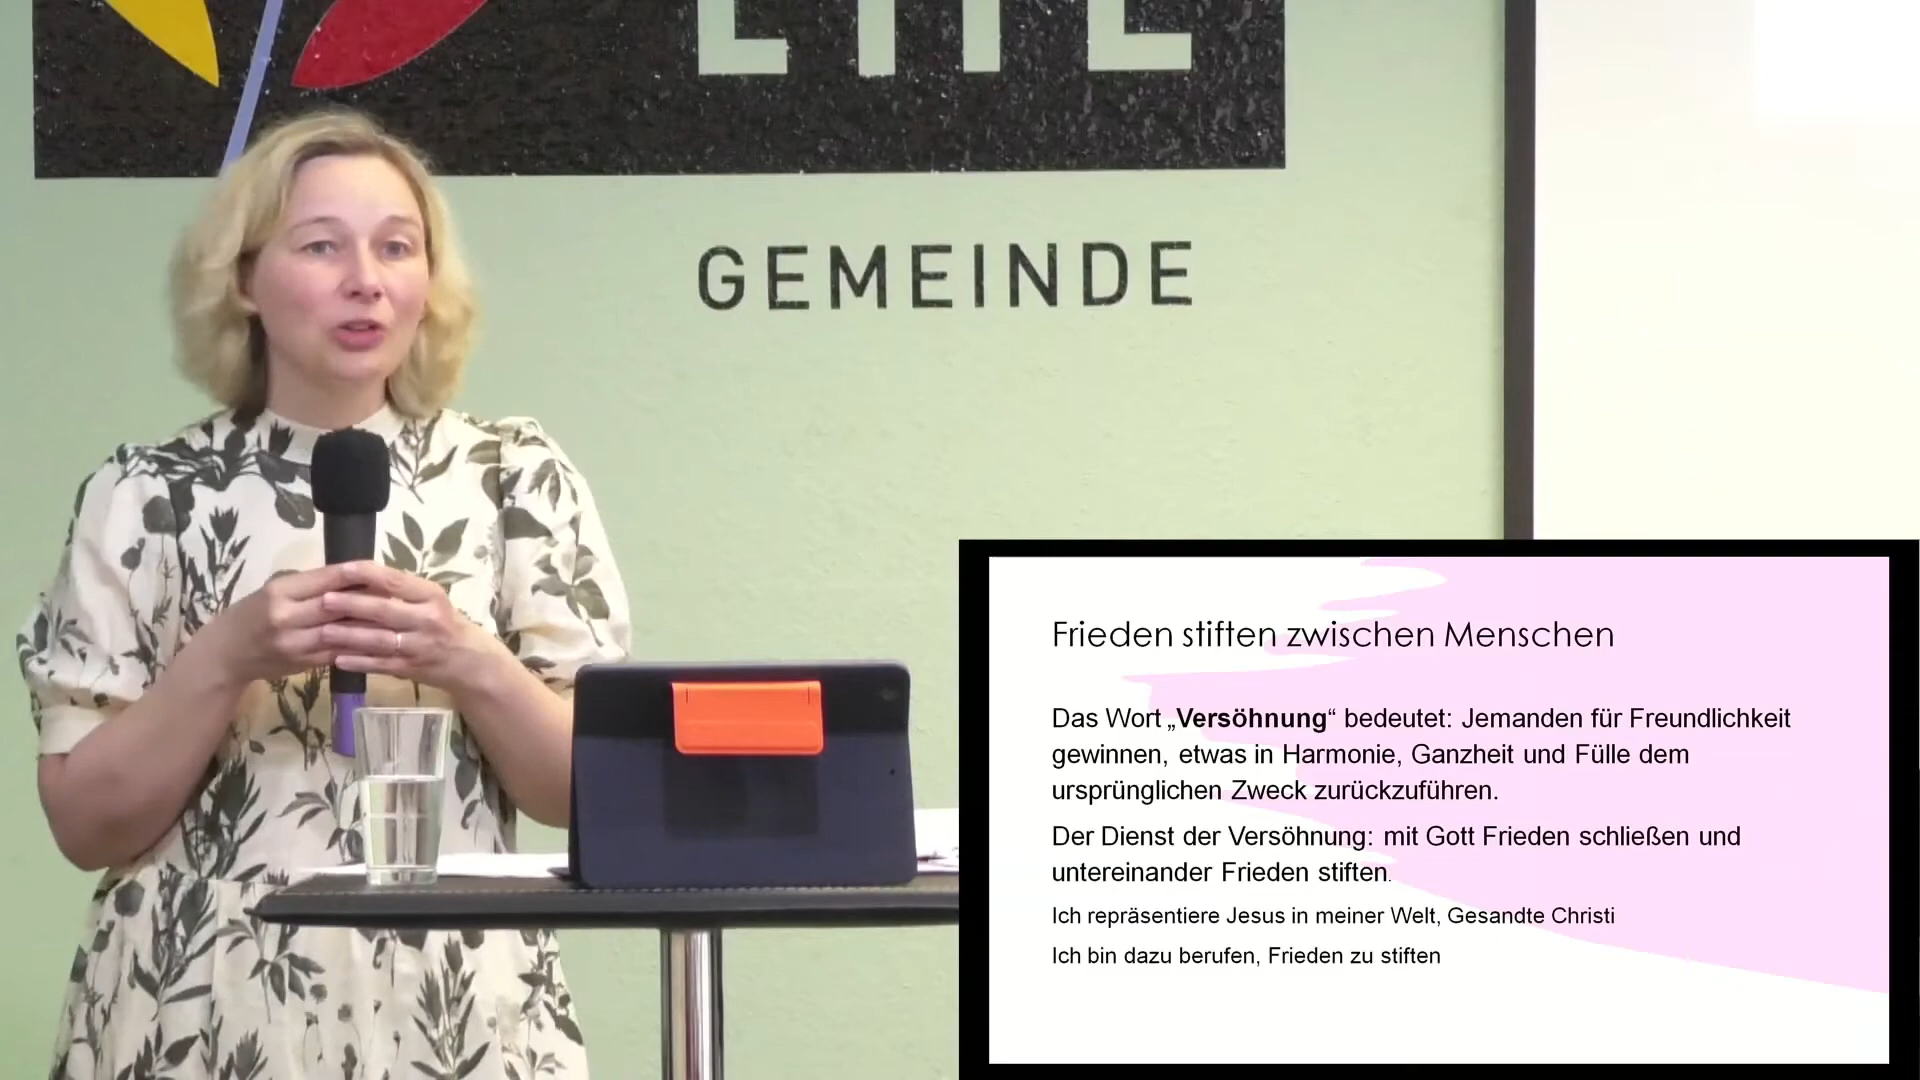 GEMEINDE
Frieden stiften zwischen Menschen
Das Wort „Versöhnung“ bedeutet: Jemanden für Freundlichkeit
gewinnen, etwas in Harmonie, Ganzheit und Fülle dem
ursprünglichen Zweck zurückzuführen.
Der Dienst der Versöhnung: mit Gott Frieden schließen und
untereinander Frieden stiften.
Ich repräsentiere Jesus in meiner Welt, Gesandte Christi
Ich bin dazu berufen, Frieden zu stiften